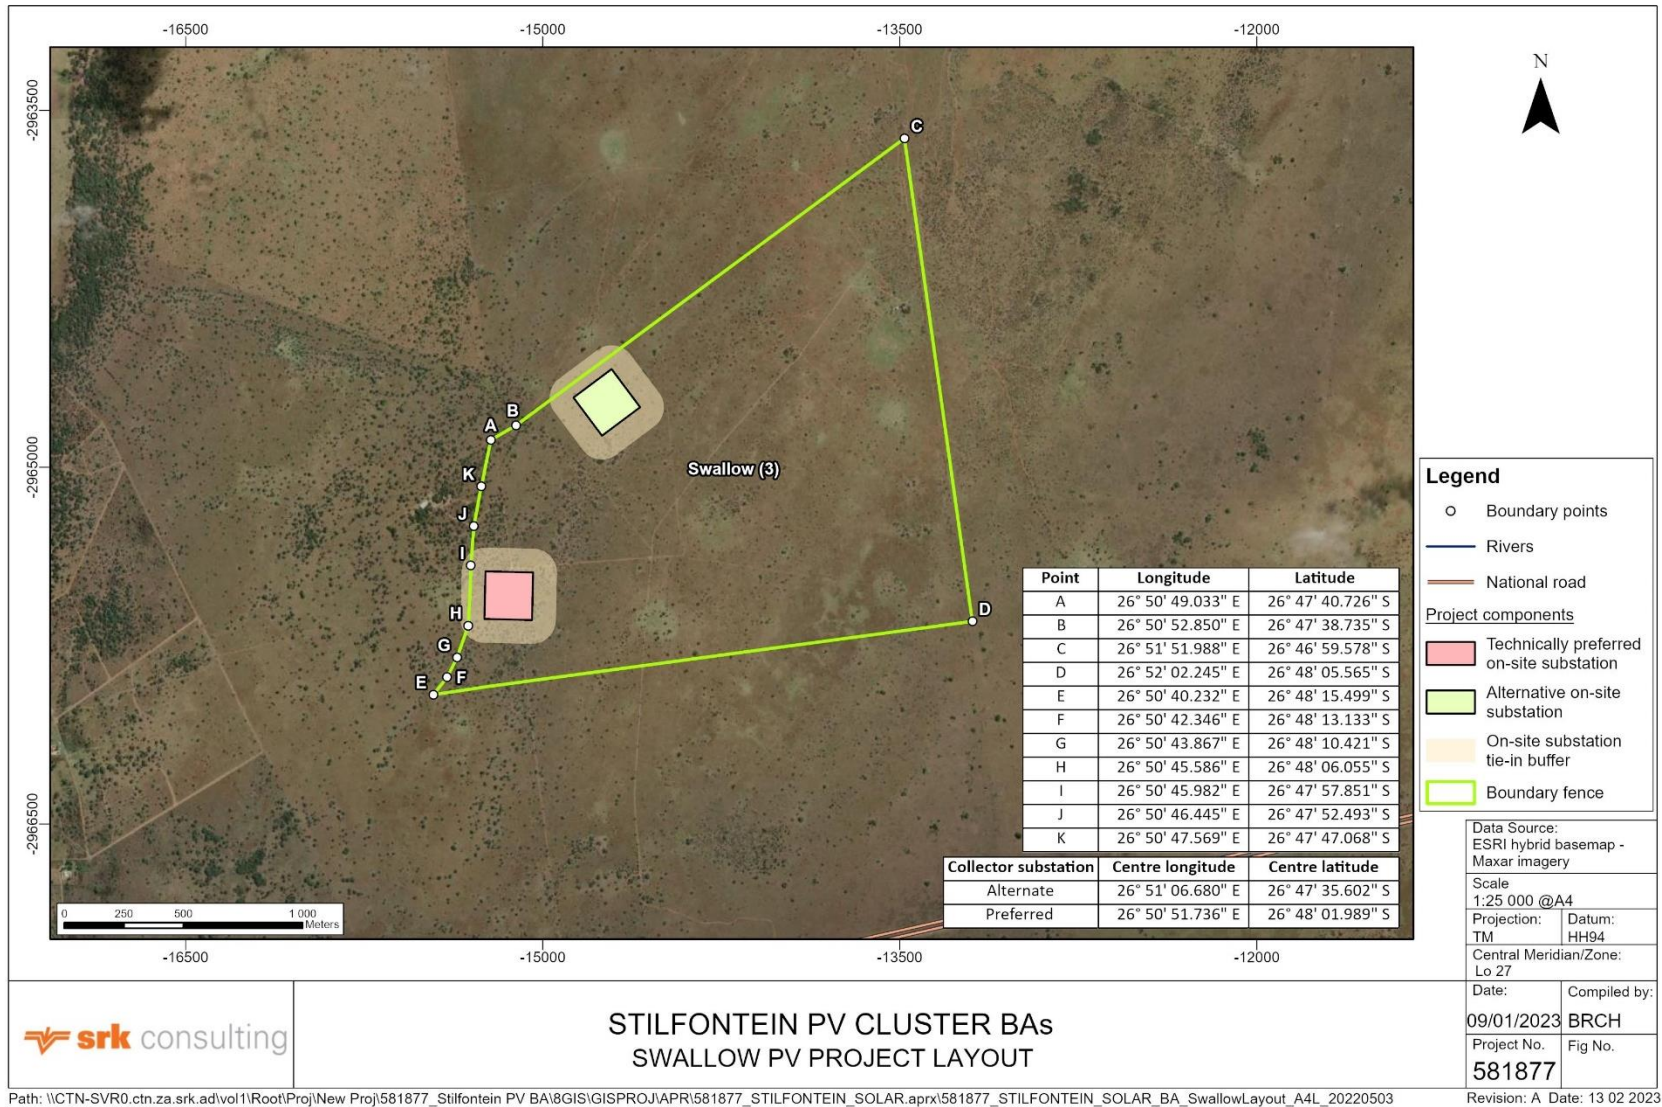 -16500 -15000 -13500 -12000
-2963500
-2965000
-2966500
N
C
B
A
K
Swallow (3)
J
I
H
D
G
F
E
Point Longitude Latitude
A 26° 50' 49.033" E 26° 47' 40.726" S
B 26° 50' 52.850" E 26° 47' 38.735" S
C 26° 51' 51.988" E 26° 46' 59.578" S
D 26° 52' 02.245" E 26° 48' 05.565" S
E 26° 50' 40.232" E 26° 48' 15.499" S
F 26° 50' 42.346" E 26° 48' 13.133" S
G 26° 50' 43.867" E 26° 48' 10.421" S
H 26° 50' 45.586" E 26° 48' 06.055" S
I 26° 50' 45.982" E 26° 47' 57.851" S
J 26° 50' 46.445" E 26° 47' 52.493" S
K 26° 50' 47.569" E 26° 47' 47.068" S
Collector substation Centre longitude Centre latitude
Alternate 26° 51' 06.680" E 26° 47' 35.602" S
Preferred 26° 50' 51.736" E 26° 48' 01.989" S
0 250 500 1 000
Meters
-16500 -15000 -13500 -12000
Legend
Boundary points
Rivers
National road
Project components
Technically preferred
on-site substation
Alternative on-site
substation
On-site substation
tie-in buffer
Boundary fence
Data Source:
ESRI hybrid basemap -
Maxar imagery
Scale
1:25 000 @A4
Projection: Datum:
TM HH94
Central Meridian/Zone:
Lo 27
Date: Compiled by:
09/01/2023 BRCH
Project No. Fig No.
581877
srk consulting
STILFONTEIN PV CLUSTER BAs
SWALLOW PV PROJECT LAYOUT
Path: \\CTN-SVR0.ctn.za.srk.ad\vol1\Root\Proj\New Proj\581877_Stilfontein PV BA\8GIS\GISPROJ\APR\581877_STILFONTEIN_SOLAR.aprx\581877_STILFONTEIN_SOLAR_BA_SwallowLayout_A4L_20220503
Revision: A Date: 13 02 2023